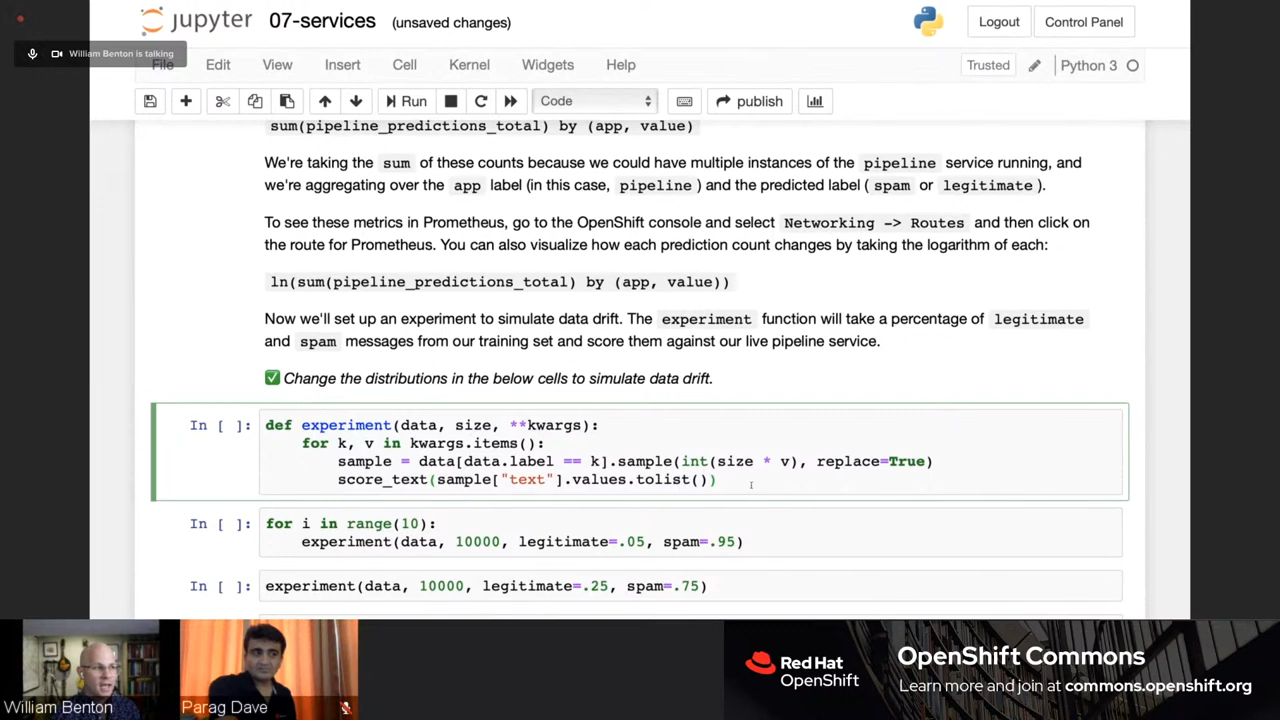 jupyter 07-services (unsaved changes) Logout Control Panel
William Benton is talking
File Edit View Insert Cell Kernel Widgets Help Trusted Python 3
Run Code publish
sum(pipeline_predictions_total) by (app, value)
We're taking the sum of these counts because we could have multiple instances of the pipeline service running, and
we're aggregating over the app label (in this case, pipeline ) and the predicted label ( spam or legitimate ).
To see these metrics in Prometheus, go to the OpenShift console and select Networking -> Routes and then click on
the route for Prometheus. You can also visualize how each prediction count changes by taking the logarithm of each:
ln(sum(pipeline_predictions_total) by (app, value))
Now we'll set up an experiment to simulate data drift. The experiment function will take a percentage of legitimate
and spam messages from our training set and score them against our live pipeline service.
✅ Change the distributions in the below cells to simulate data drift.
In [ ]: def experiment(data, size, **kwargs):
for k, v in kwargs.items():
sample = data[data.label == k].sample(int(size * v), replace=True)
score_text(sample["text"].values.tolist())
In [ ]: for i in range(10):
experiment(data, 10000, legitimate=.05, spam=.95)
In [ ]: experiment(data, 10000, legitimate=.25, spam=.75)
William Benton
Parag Dave
Red Hat
OpenShift
OpenShift Commons
Learn more and join at commons.openshift.org